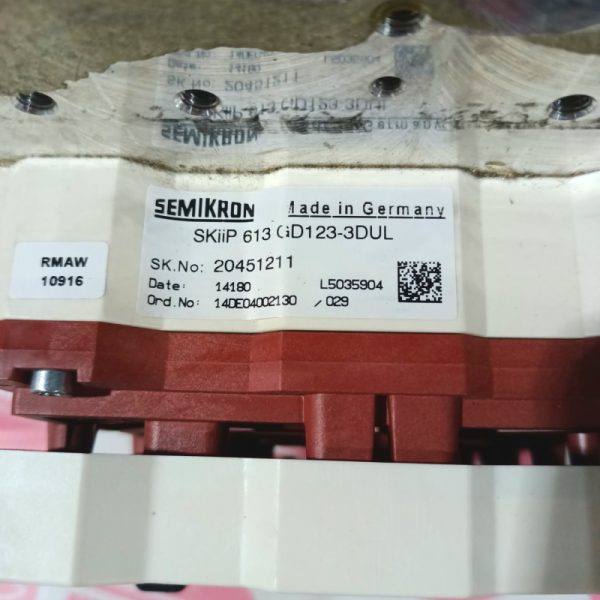 SEMIKRON Made in Germany
SKiiP 613 GD123-3DUL
SK.No: 20451211
Date: 14180 L5035904
Ord.No: 14DE04002130 /029
RMAW
10916